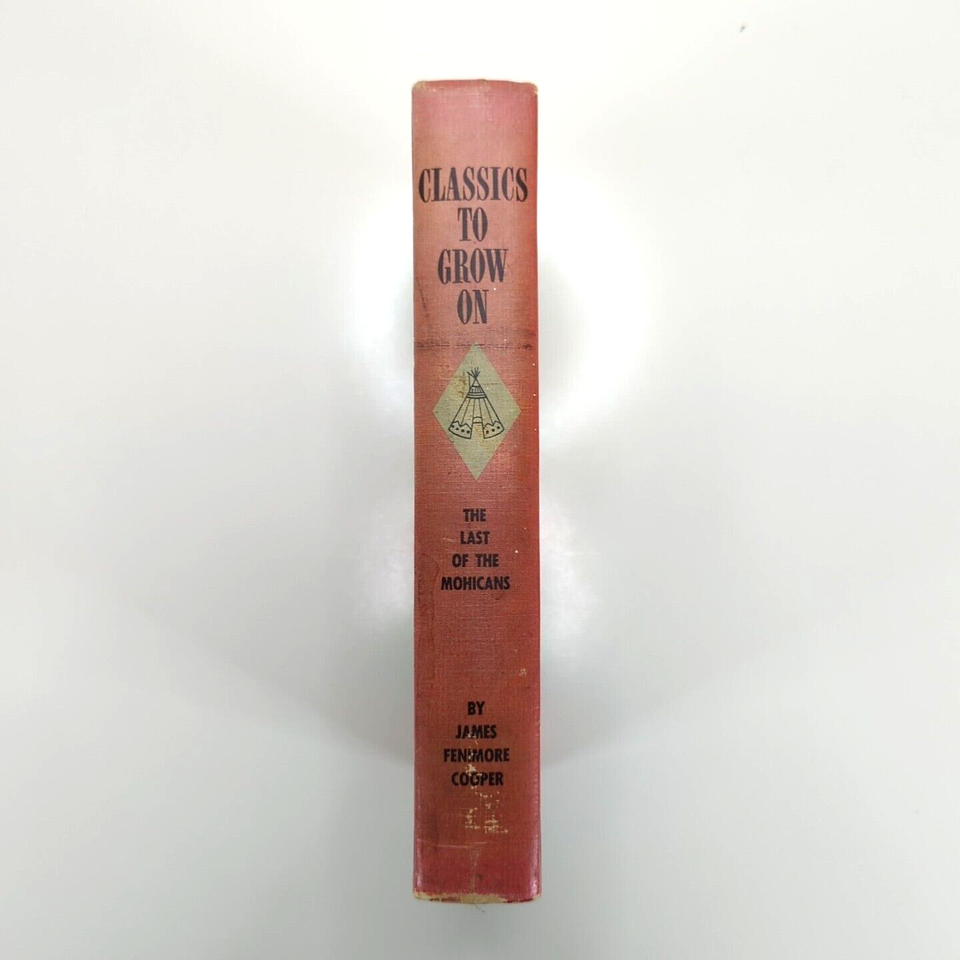 CLASSICS
TO
GROW
ON
THE
LAST
OF THE
MOHICANS
BY
JAMES
FENIMORE
COOPER